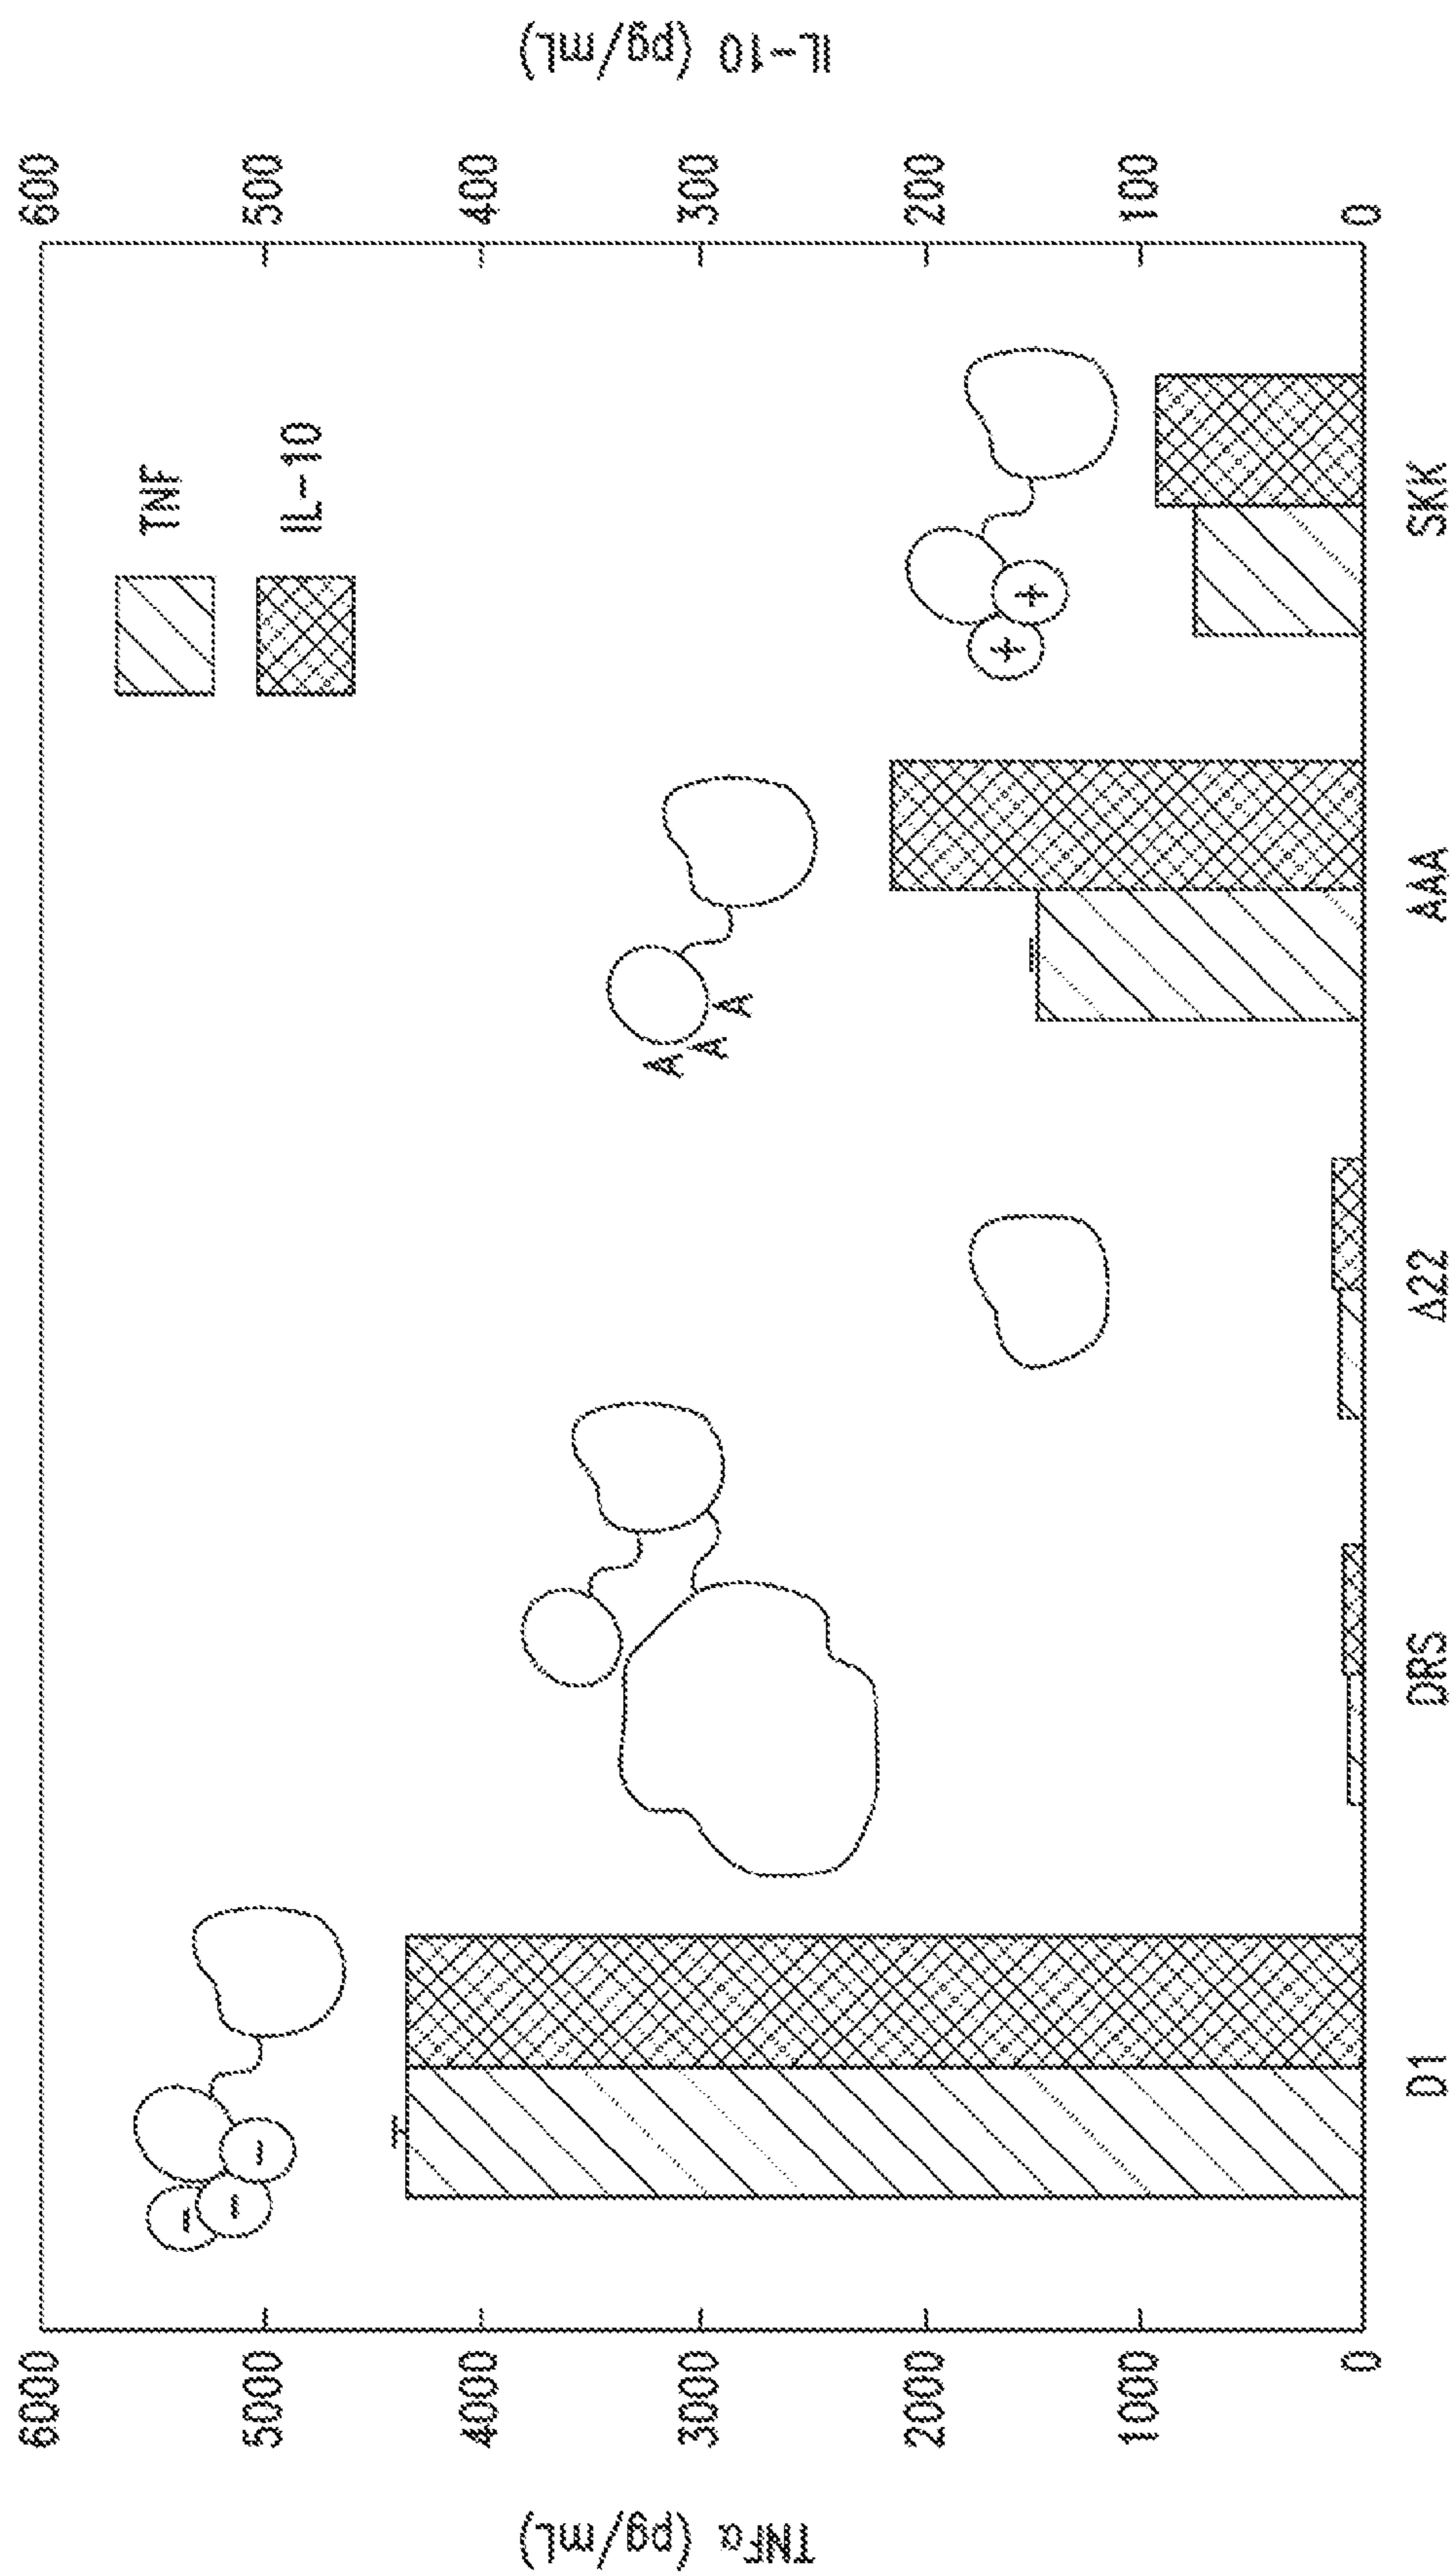 TNFα (pg/mL)
6000
5000
4000
3000
2000
1000
0
TNF
IL-10
A
A
A
-
-
-
+
+
D1
DRS
Δ22
AAA
SKK
600
500
400
300
200
100
0
IL-10 (pg/mL)